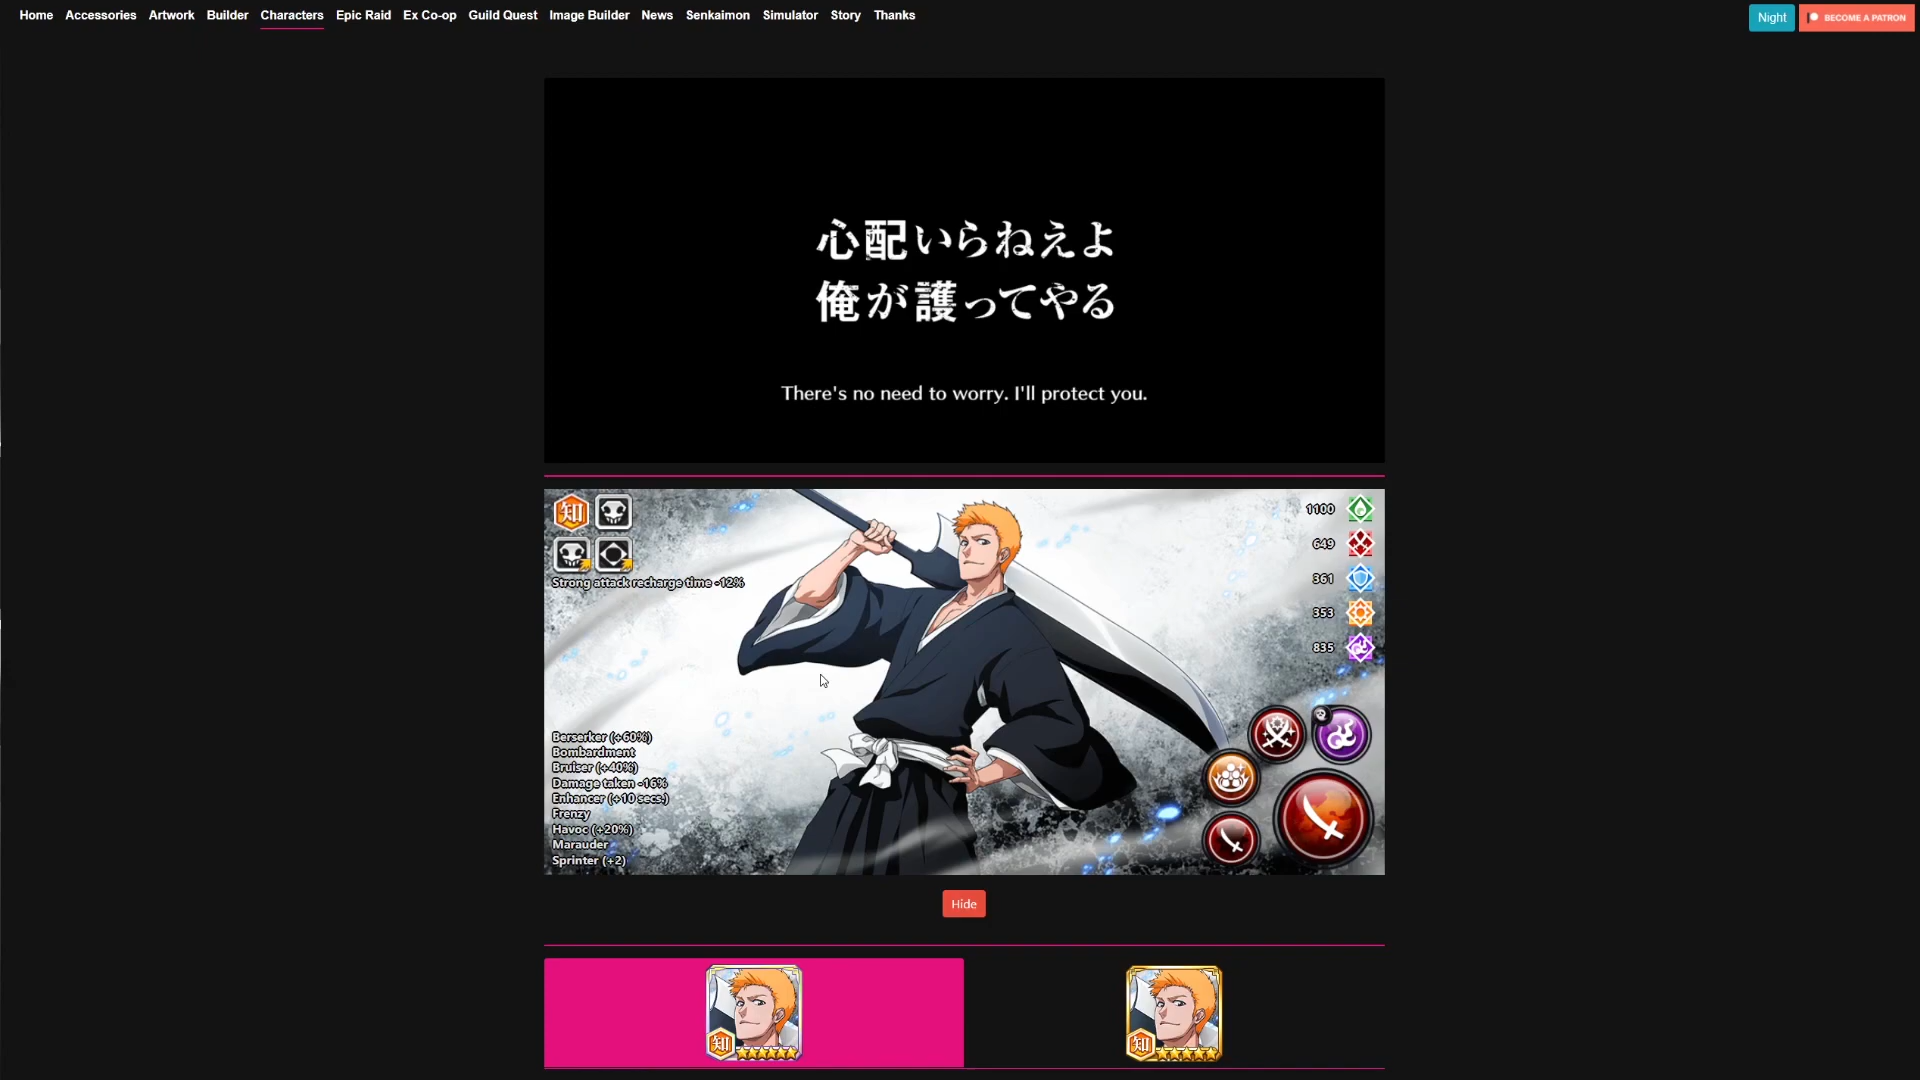 Home Accessories Artwork Builder Characters Epic Raid Ex Co-op Guild Quest Image Builder News Senkaimon Simulator Story Thanks
Night BECOME A PATRON
心配いらねえよ
俺が護ってやる
There's no need to worry. I'll protect you.
知
Strong attack recharge time -12%
1100
649
361
353
835
Berserker (+60%)
Bombardment
Bruiser (+40%)
Damage taken -16%
Enhancer (+10 secs.)
Frenzy
Havoc (+20%)
Marauder
Sprinter (+2)
Hide
知
知